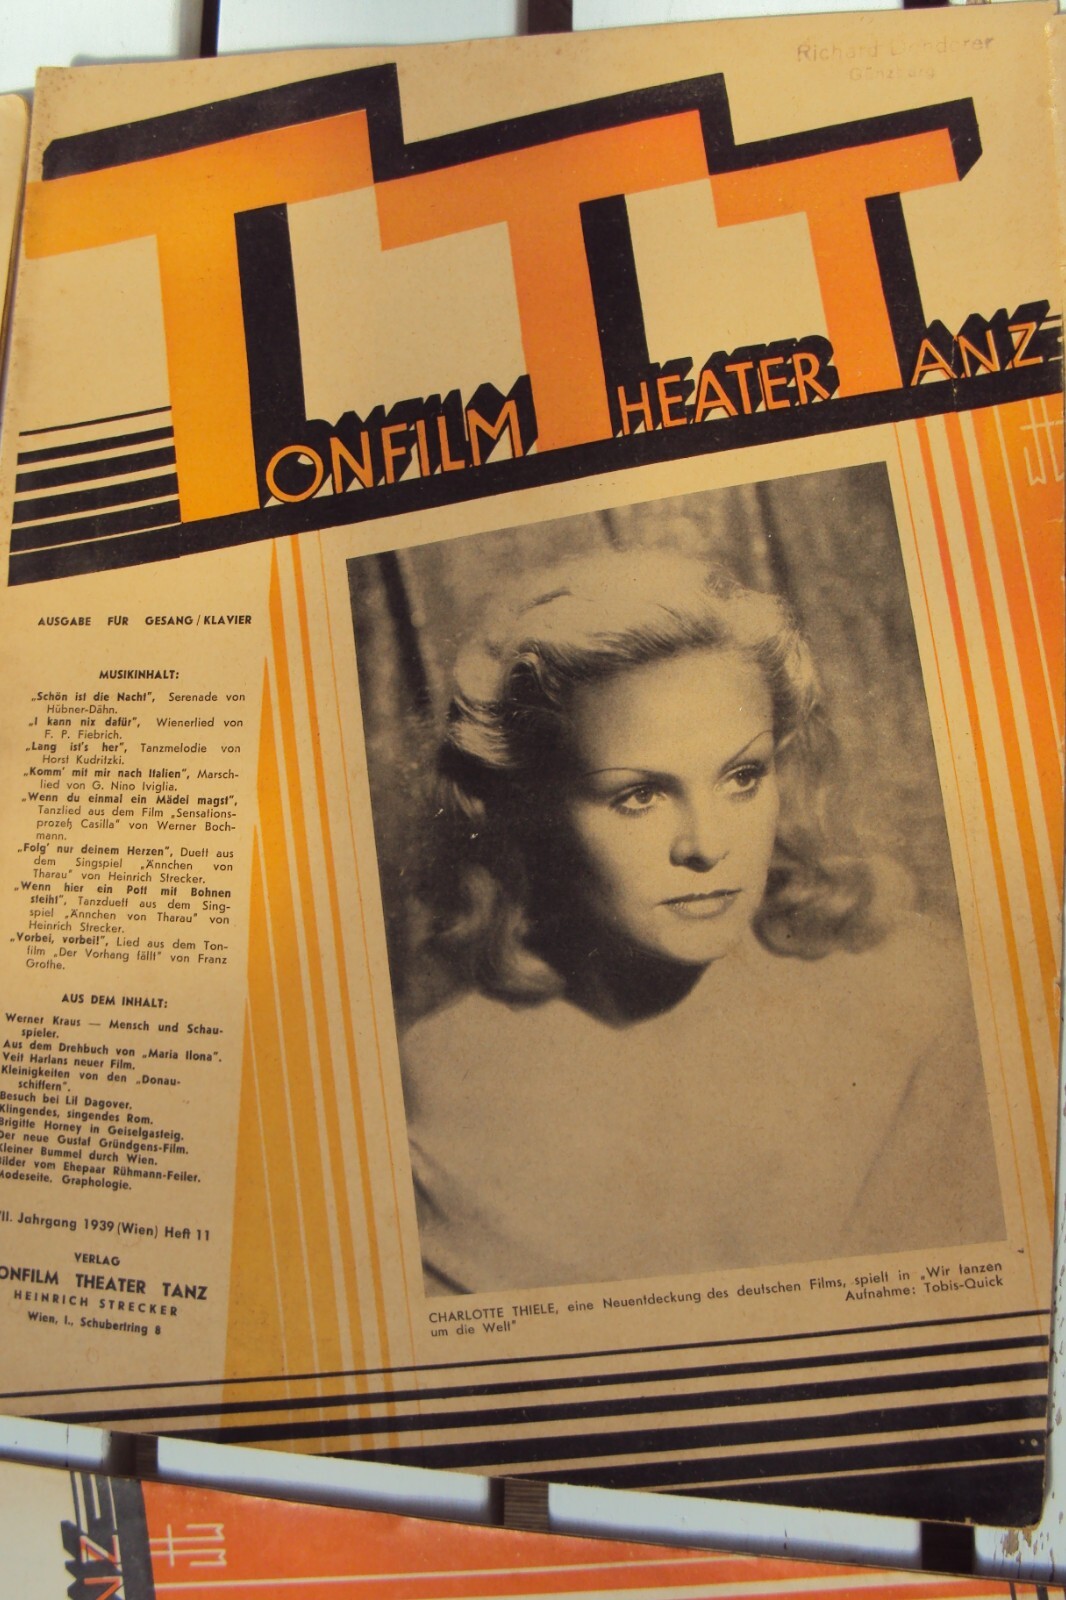 Richard
Günzburg
TONFILM THEATER TANZ
AUSGABE FÜR GESANG/KLAVIER
MUSIKINHALT:
„Schön ist die Nacht", Serenade von
Hübner-Dähn.
„I kann nix dafür", Wienerlied von
F. P. Fiebrich.
„Lang ist's her", Tanzmelodie von
Horst Kudritzki.
„Komm' mit mir nach Italien", Marsch-
lied von G. Nino Iviglia.
„Wenn du einmal ein Mädel magst",
Tanzlied aus dem Film „Sensations-
prozeß Casilla" von Werner Boch-
mann.
„Folg' nur deinem Herzen", Duett aus
dem Singspiel „Ännchen von
Tharau" von Heinrich Strecker.
„Wenn hier ein Pott mit Bohnen
steiht", Tanzduett aus dem Sing-
spiel „Ännchen von Tharau" von
Heinrich Strecker.
„Vorbei, vorbei!", Lied aus dem Ton-
film „Der Vorhang fällt" von Franz
Grothe.
AUS DEM INHALT:
Werner Kraus — Mensch und Schau-
spieler.
Aus dem Drehbuch von „Maria Ilona".
Veit Harlans neuer Film.
Kleinigkeiten von den „Donau-
schiffern".
Besuch bei Lil Dagover.
Klingendes, singendes Rom.
Brigitte Horney in Geiselgasteig.
Der neue Gustaf Gründgens-Film.
Kleiner Bummel durch Wien.
Bilder vom Ehepaar Rühmann-Feiler.
Modeseite. Graphologie.
II. Jahrgang 1939 (Wien) Heft 11
VERLAG
ONFILM THEATER TANZ
HEINRICH STRECKER
Wien, I., Schubertring 8
CHARLOTTE THIELE, eine Neuentdeckung des deutschen Films, spielt in „Wir tanzen
um die Welt"
Aufnahme: Tobis-Quick
NZ